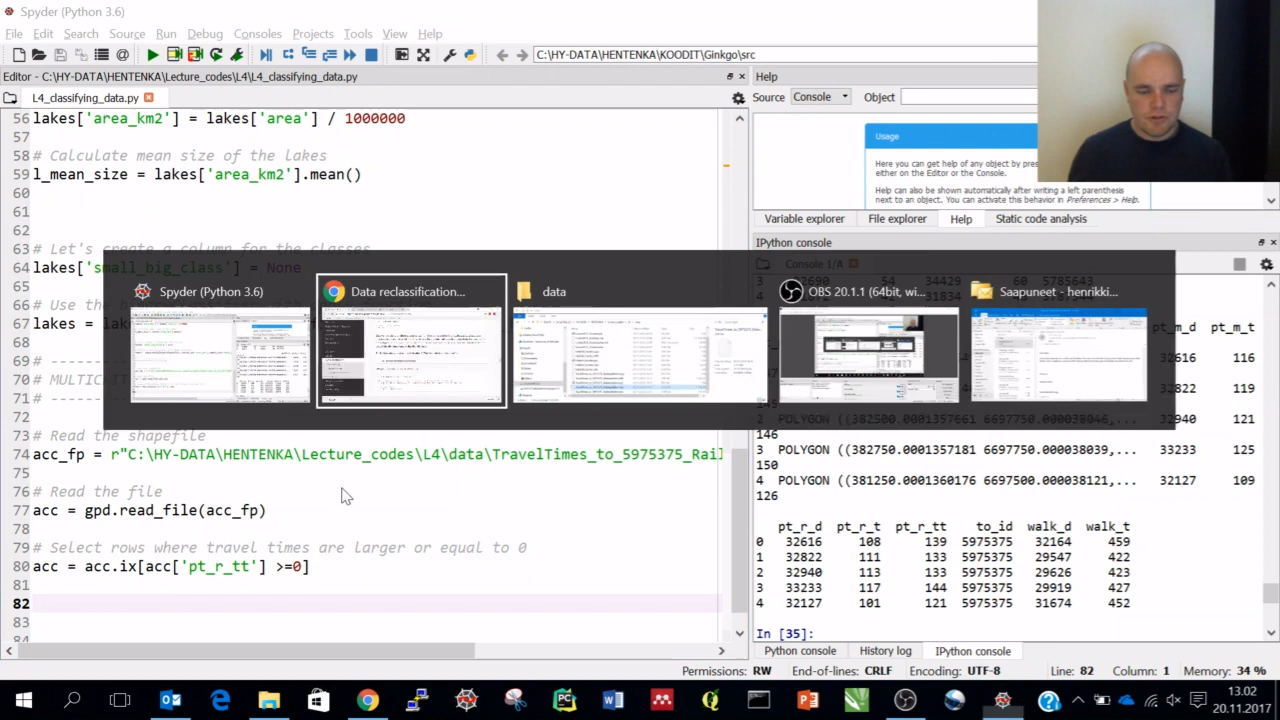 Spyder (Python 3.6)
File Edit Search Source Run Debug Consoles Projects Tools View Help
C:\HY-DATA\HENTENKA\KOODIT\Ginkgo\src
Editor - C:\HY-DATA\HENTENKA\Lecture_codes\L4\L4_classifying_data.py
L4_classifying_data.py
56 lakes['area_km2'] = lakes['area'] / 1000000
57
58 # Calculate mean size of the lakes
59 l_mean_size = lakes['area_km2'].mean()
60
61
62
63 # Let's create a column for the classes
64 lakes['small_big_class'] = None
65
66 # Use the
67 lakes = lak
68
69 # ---
70 # MULTIC
71 #
72
73 # Read the shapefile
74 acc_fp = r"C:\HY-DATA\HENTENKA\Lecture_codes\L4\data\TravelTimes_to_5975375_Rail
75
76 # Read the file
77 acc = gpd.read_file(acc_fp)
78
79 # Select rows where travel times are larger or equal to 0
80 acc = acc.ix[acc['pt_r_tt'] >=0]
81
82
83
84
Help
Source Console Object
Usage
Here you can get help of any object by pres
either on the Editor or the Console.
Help can also be shown automatically after writing a left parenthesis
next to an object. You can activate this behavior in Preferences > Help.
Variable explorer File explorer Help Static code analysis
IPython console
Console 1/A
Spyder (Python 3.6)
Data reclassification...
data
OBS 20.1.1 (64bit, wi...
Saapuneet - henrikki...
pt_m_d pt_m_t
32616 116
32822 119
2 POLYGON ((382500.0001357661 6697750.000038046,... 32940 121
146
3 POLYGON ((382750.0001357181 6697750.000038039,... 33233 125
150
4 POLYGON ((381250.0001360176 6697500.000038121,... 32127 109
126
pt_r_d pt_r_t pt_r_tt to_id walk_d walk_t
0 32616 108 139 5975375 32164 459
1 32822 111 133 5975375 29547 422
2 32940 113 133 5975375 29626 423
3 33233 117 144 5975375 29919 427
4 32127 101 121 5975375 31674 452
In [35]:
Python console History log IPython console
Permissions: RW End-of-lines: CRLF Encoding: UTF-8 Line: 82 Column: 1 Memory: 34 %
13.02
20.11.2017